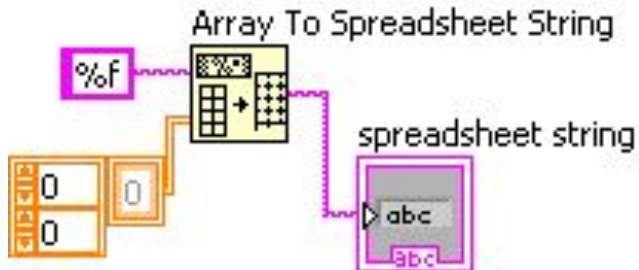 Array To Spreadsheet String
%f
spreadsheet string
0
0
0
abc
abc